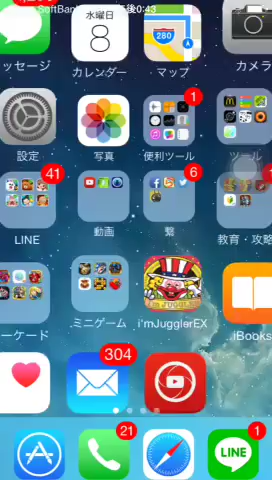 SoftBank 午後0:43
水曜日
8
280
ッセージ カレンダー マップ カメラ
1
設定 写真 便利ツール ツール
41 6 1
LINE 動画 繋 教育・攻略
ーケード ミニゲーム i'mJugglerEX iBooks
304
21 1
LINE